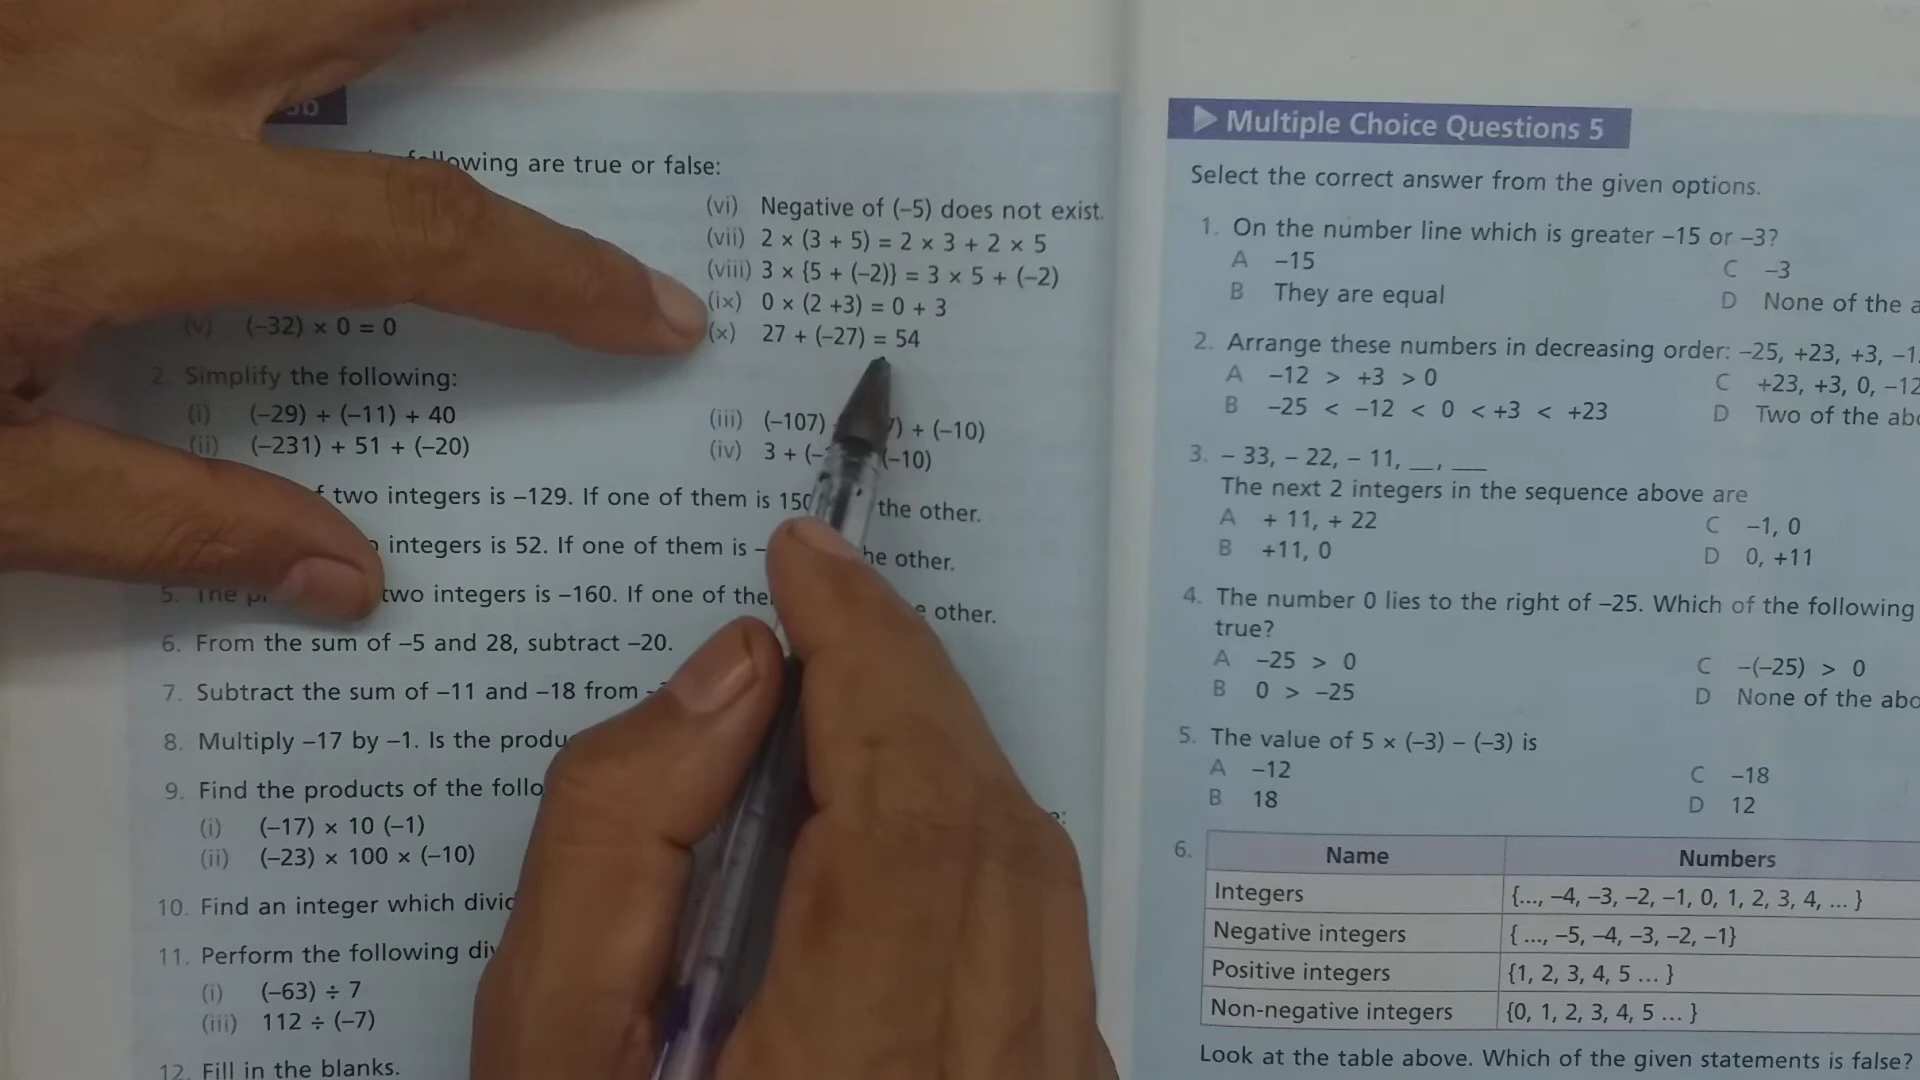 5b
following are true or false:
(v) (−32) × 0 = 0
(vi) Negative of (−5) does not exist.
(vii) 2 × (3 + 5) = 2 × 3 + 2 × 5
(viii) 3 × {5 + (−2)} = 3 × 5 + (−2)
(ix) 0 × (2 +3) = 0 + 3
(x) 27 + (−27) = 54
2. Simplify the following:
(i) (−29) + (−11) + 40
(ii) (−231) + 51 + (−20)
(iii) (−107) ) + (−10)
(iv) 3 + (− (−10)
two integers is −129. If one of them is 150 the other.
integers is 52. If one of them is − the other.
5. The two integers is −160. If one of the other.
6. From the sum of −5 and 28, subtract −20.
7. Subtract the sum of −11 and −18 from
8. Multiply −17 by −1. Is the
9. Find the products of the
(i) (−17) × 10 (−1)
(ii) (−23) × 100 × (−10)
10. Find an integer which
11. Perform the following
(i) (−63) ÷ 7
(iii) 112 ÷ (−7)
12. Fill in the blanks.
Multiple Choice Questions 5
Select the correct answer from the given options.
1. On the number line which is greater −15 or −3?
A −15
C −3
B They are equal
D None of the
2. Arrange these numbers in decreasing order: −25, +23, +3,
A −12 > +3 > 0
C +23, +3, 0, −12
B −25 < −12 < 0 < +3 < +23
D Two of the
3. − 33, − 22, − 11, __, ___
The next 2 integers in the sequence above are
A + 11, + 22
C −1, 0
B +11, 0
D 0, +11
4. The number 0 lies to the right of −25. Which of the following
true?
A −25 > 0
C −(−25) > 0
B 0 > −25
D None of the
5. The value of 5 × (−3) − (−3) is
A −12
C −18
B 18
D 12
6. Name Numbers
Integers {..., −4, −3, −2, −1, 0, 1, 2, 3, 4, ... }
Negative integers { ..., −5, −4, −3, −2, −1}
Positive integers {1, 2, 3, 4, 5 ... }
Non-negative integers {0, 1, 2, 3, 4, 5 ... }
Look at the table above. Which of the given statements is false?